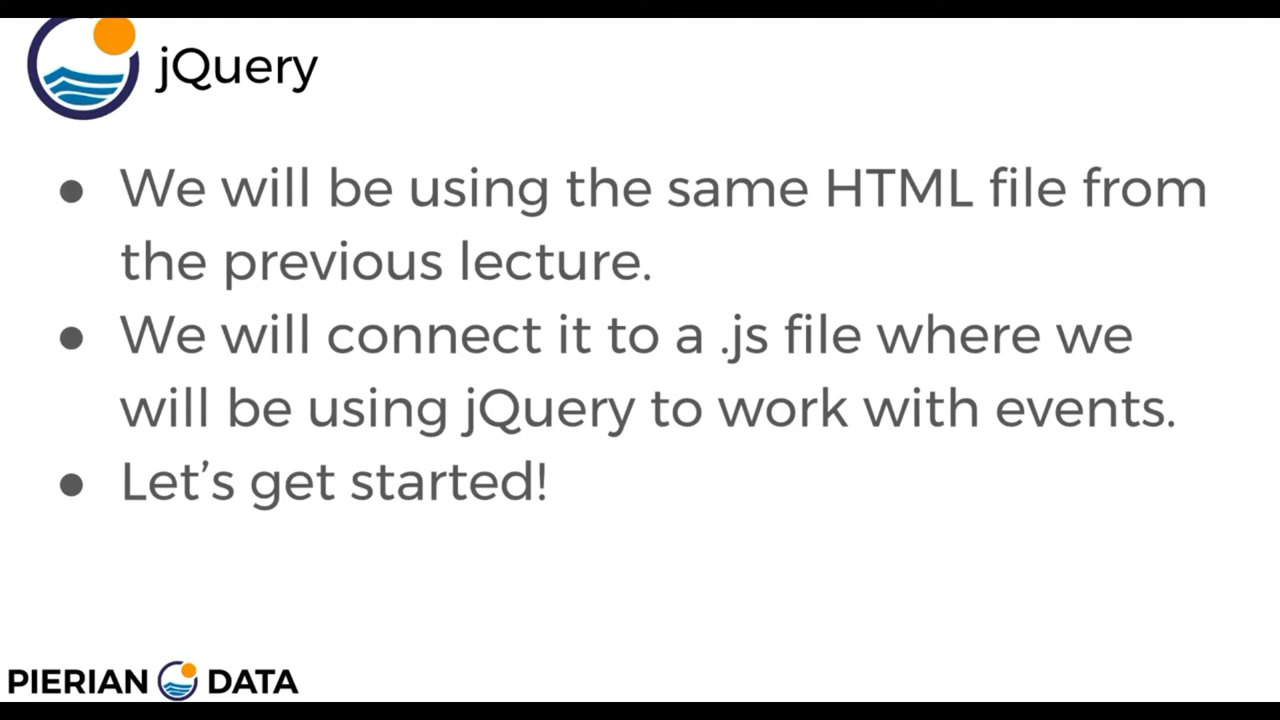 jQuery
● We will be using the same HTML file from
the previous lecture.
● We will connect it to a .js file where we
will be using jQuery to work with events.
● Let’s get started!
PIERIAN DATA